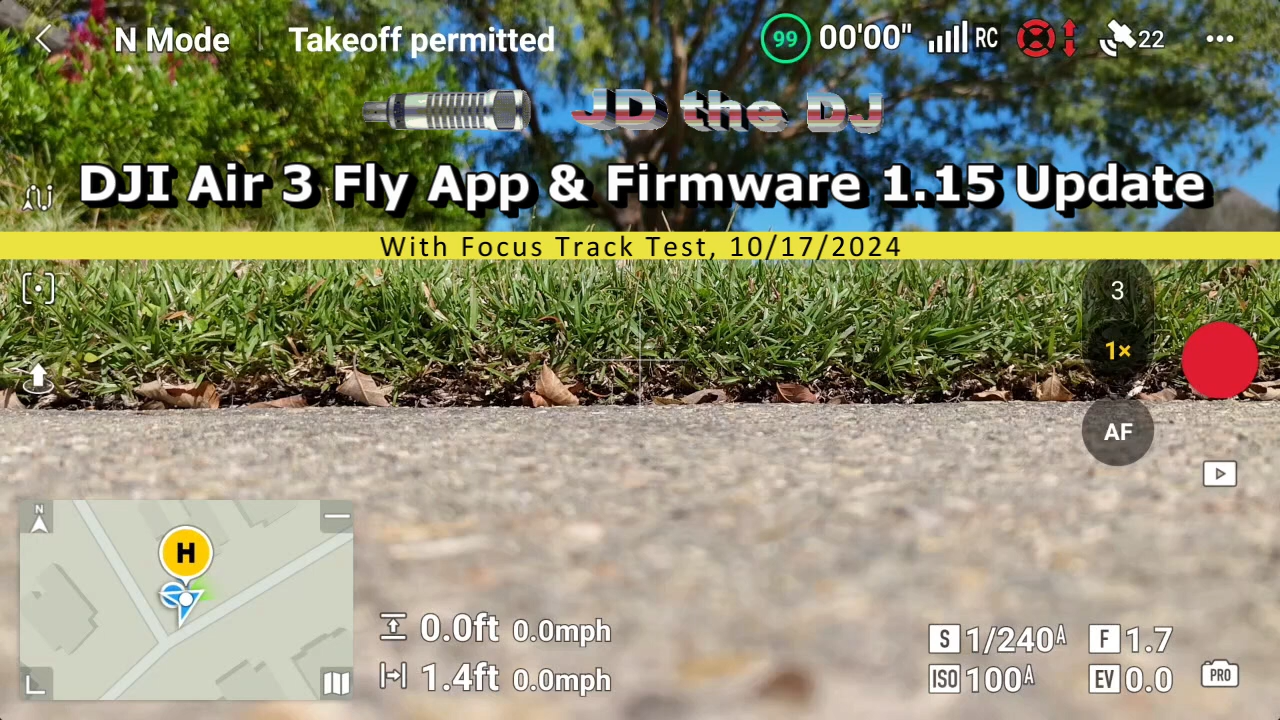 N Mode
Takeoff permitted
99
00'00"
RC
22
JD the DJ
DJI Air 3 Fly App & Firmware 1.15 Update
With Focus Track Test, 10/17/2024
3
1×
AF
N
H
0.0ft 0.0mph
1.4ft 0.0mph
S 1/240A F 1.7
ISO 100A EV 0.0
PRO